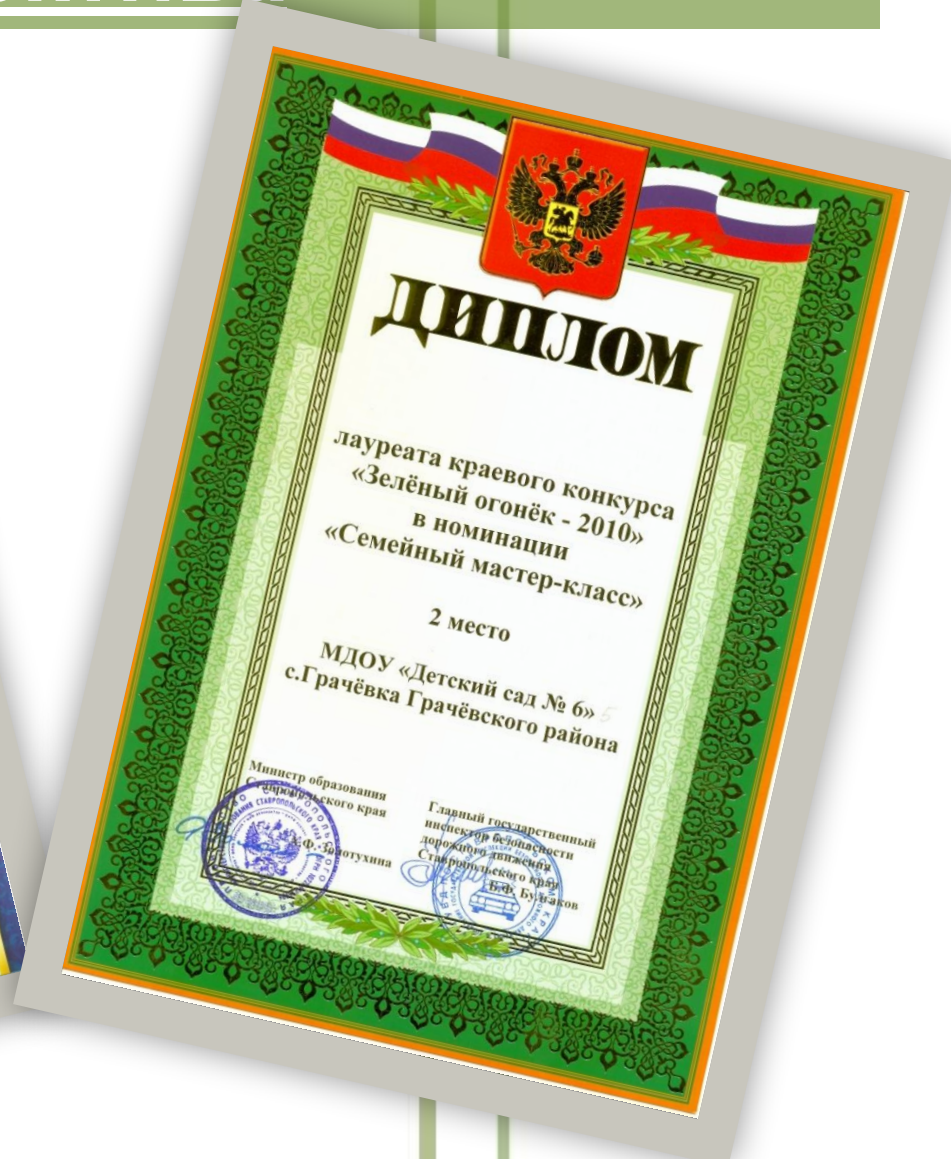 ДИПЛОМ
лауреата краевого конкурса
«Зелёный огонёк - 2010»
в номинации
«Семейный мастер-класс»
2 место
МДОУ «Детский сад № 6» 5
с.Грачёвка Грачёвского района
Министр образования
Ставропольского края
Главный государственный
инспектор безопасности
дорожного движения
Ставропольского края
Б.Ф.